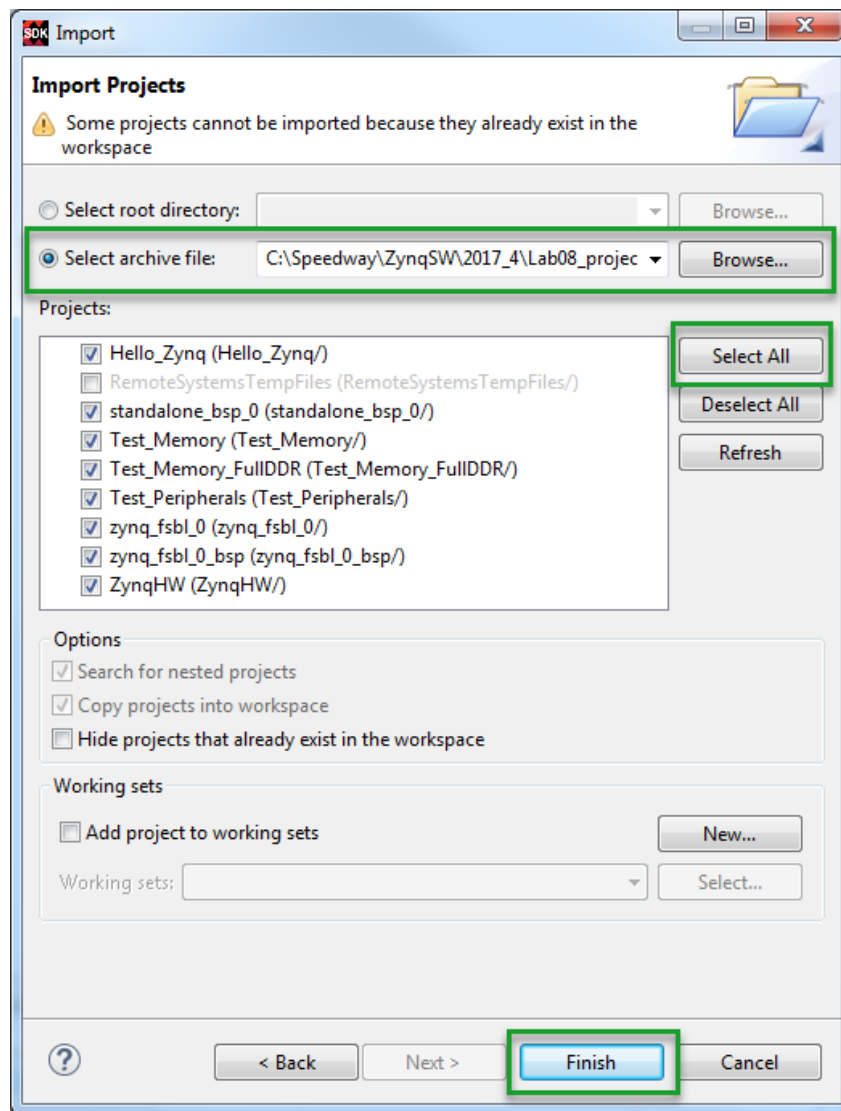 SDK Import
Import Projects
Some projects cannot be imported because they already exist in the
workspace
Select root directory:
Browse...
Select archive file:
C:\Speedway\ZynqSW\2017_4\Lab08_projec
Browse...
Projects:
Hello_Zynq (Hello_Zynq/)
Select All
RemoteSystemsTempFiles (RemoteSystemsTempFiles/)
standalone_bsp_0 (standalone_bsp_0/)
Deselect All
Test_Memory (Test_Memory/)
Refresh
Test_Memory_FullDDR (Test_Memory_FullDDR/)
Test_Peripherals (Test_Peripherals/)
zynq_fsbl_0 (zynq_fsbl_0/)
zynq_fsbl_0_bsp (zynq_fsbl_0_bsp/)
ZynqHW (ZynqHW/)
Options
Search for nested projects
Copy projects into workspace
Hide projects that already exist in the workspace
Working sets
Add project to working sets
New...
Working sets:
Select...
?
< Back
Next >
Finish
Cancel